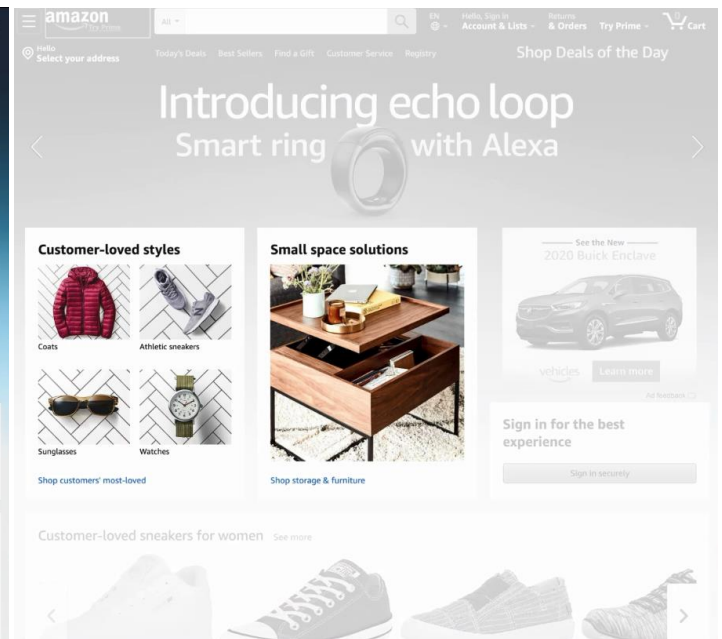 amazon
Try Prime
All
EN
Hello, Sign in
Account & Lists
Returns
& Orders
Try Prime
0
Cart
Hello
Select your address
Today's Deals Best Sellers Find a Gift Customer Service Registry
Shop Deals of the Day
Introducing echo loop
Smart ring with Alexa
Customer-loved styles
Coats
Athletic sneakers
Sunglasses
Watches
Shop customers' most-loved
Small space solutions
Shop storage & furniture
See the New
2020 Buick Enclave
vehicles
Learn more
Ad feedback
Sign in for the best
experience
Sign in securely
Customer-loved sneakers for women See more